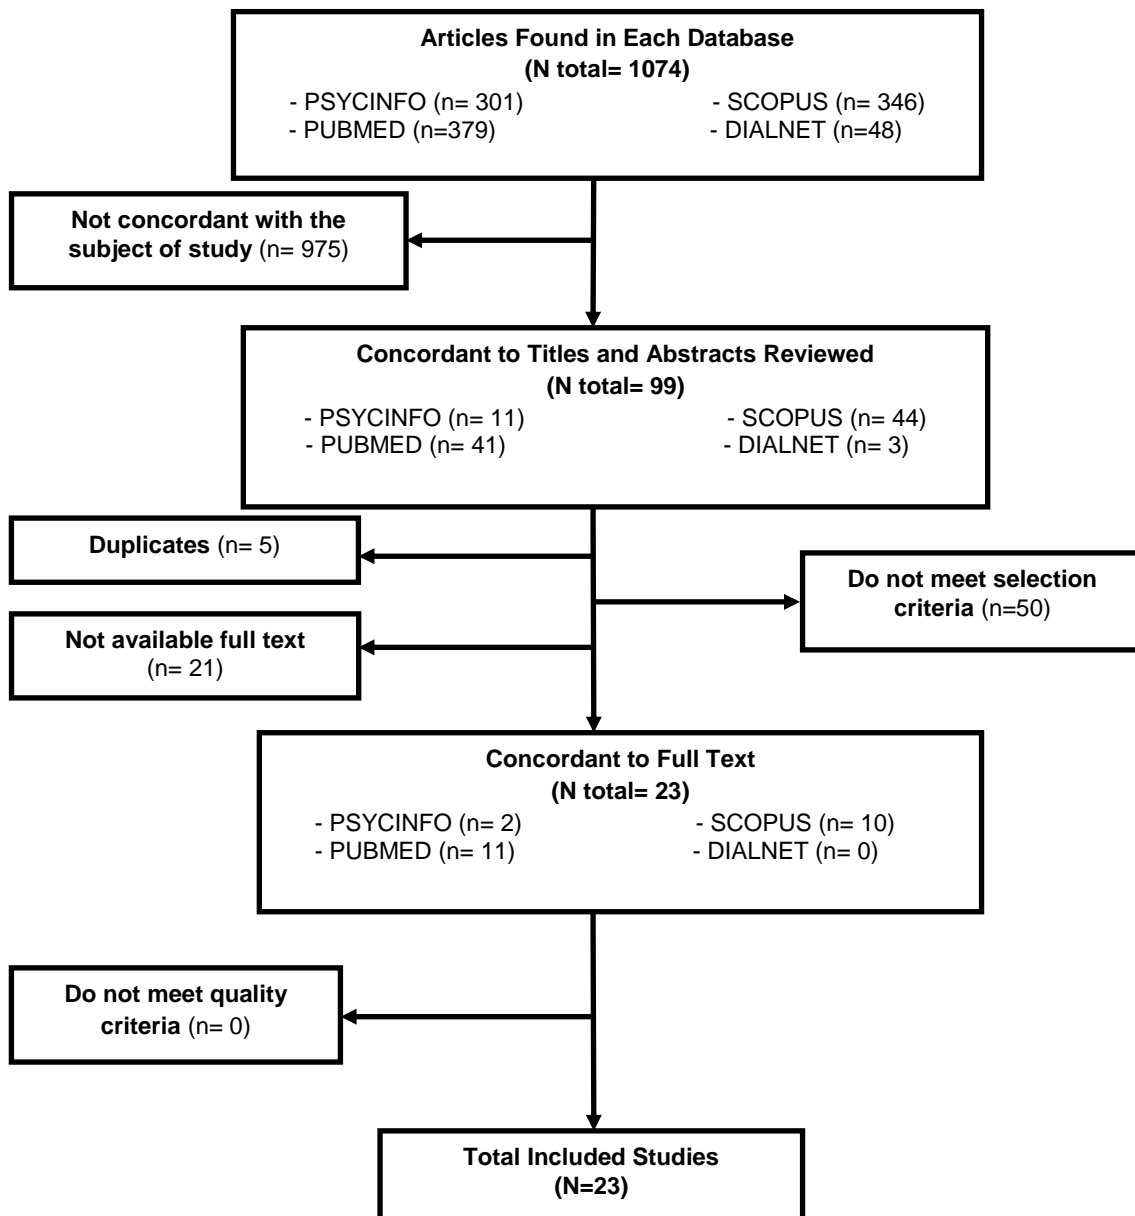 Articles Found in Each Database
(N total= 1074)
- PSYCINFO (n= 301) - SCOPUS (n= 346)
- PUBMED (n=379) - DIALNET (n=48)
Not concordant with the
subject of study (n= 975)
Concordant to Titles and Abstracts Reviewed
(N total= 99)
- PSYCINFO (n= 11) - SCOPUS (n= 44)
- PUBMED (n= 41) - DIALNET (n= 3)
Duplicates (n= 5)
Do not meet selection
criteria (n=50)
Not available full text
(n= 21)
Concordant to Full Text
(N total= 23)
- PSYCINFO (n= 2) - SCOPUS (n= 10)
- PUBMED (n= 11) - DIALNET (n= 0)
Do not meet quality
criteria (n= 0)
Total Included Studies
(N=23)